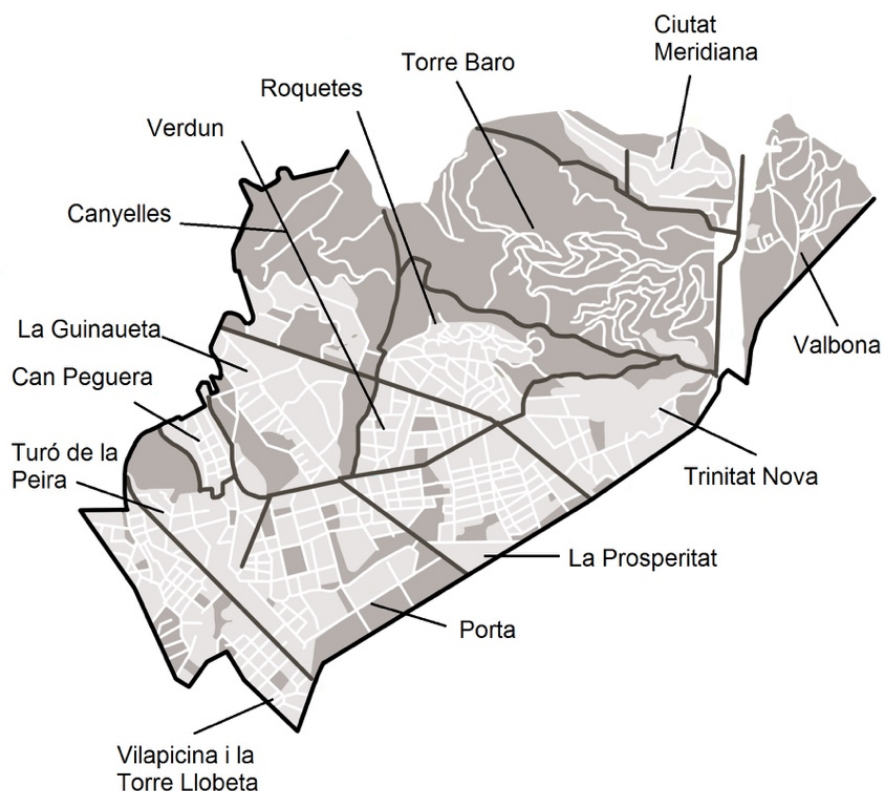 Ciutat
Meridiana
Torre Baro
Roquetes
Verdun
Canyelles
La Guinaueta
Valbona
Can Peguera
Turó de la
Peira
Trinitat Nova
La Prosperitat
Porta
Vilapicina i la
Torre Llobeta